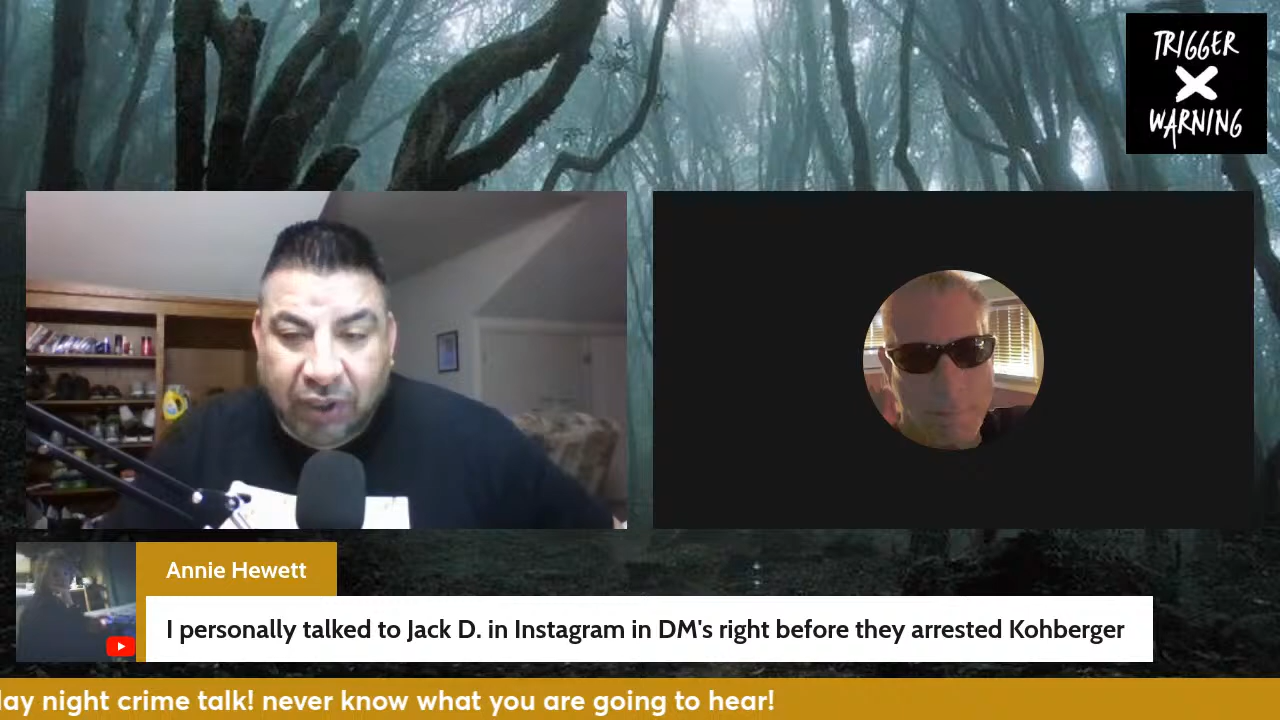 TRIGGER
WARNING
Annie Hewett
I personally talked to Jack D. in Instagram in DM's right before they arrested Kohberger
night crime talk! never know what you are going to hear!